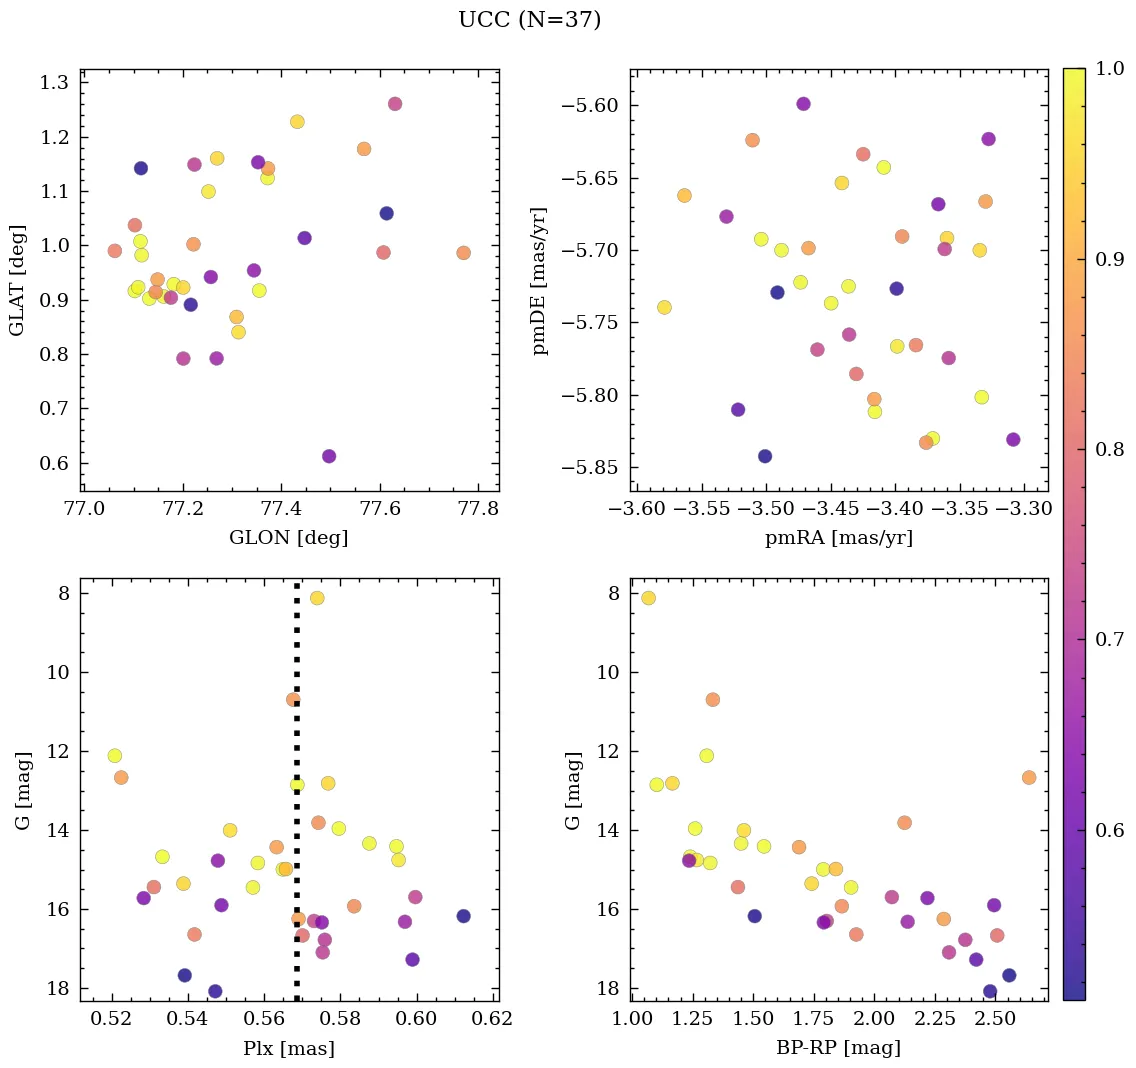 UCC (N=37)
1.3
1.2
1.1
1.0
0.9
0.8
0.7
0.6
GLAT [deg]
77.0 77.2 77.4 77.6 77.8
GLON [deg]
−5.60
−5.65
−5.70
−5.75
−5.80
−5.85
pmDE [mas/yr]
−3.60 −3.55 −3.50 −3.45 −3.40 −3.35 −3.30
pmRA [mas/yr]
8
10
12
14
16
18
G [mag]
0.52 0.54 0.56 0.58 0.60 0.62
Plx [mas]
8
10
12
14
16
18
G [mag]
1.00 1.25 1.50 1.75 2.00 2.25 2.50
BP-RP [mag]
1.0
0.9
0.8
0.7
0.6